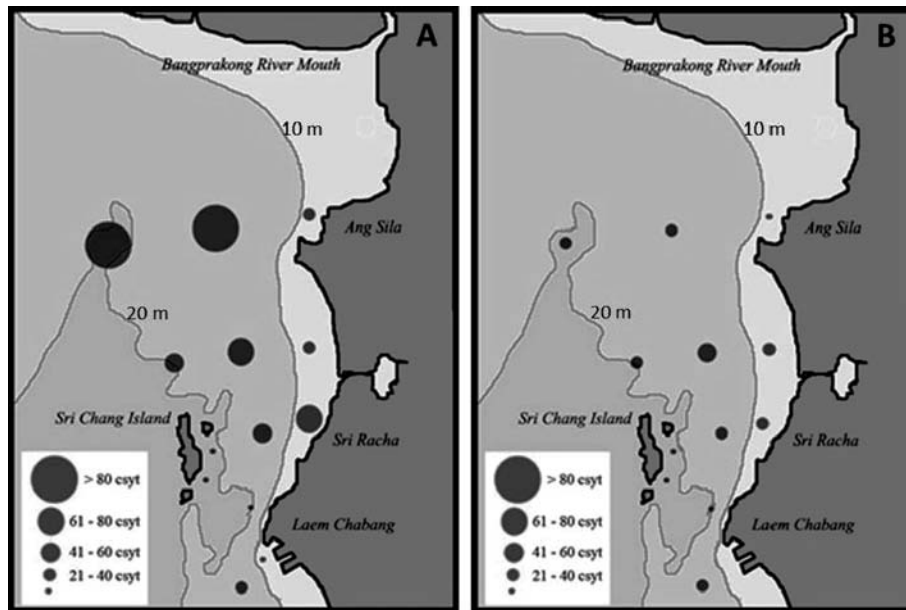 A
Bangprakong River Mouth
10 m
Ang Sila
20 m
Sri Chang Island
Sri Racha
Laem Chabang
> 80 csyt
61 - 80 csyt
41 - 60 csyt
21 - 40 csyt
B
Bangprakong River Mouth
10 m
Ang Sila
20 m
Sri Chang Island
Sri Racha
Laem Chabang
> 80 csyt
61 - 80 csyt
41 - 60 csyt
21 - 40 csyt